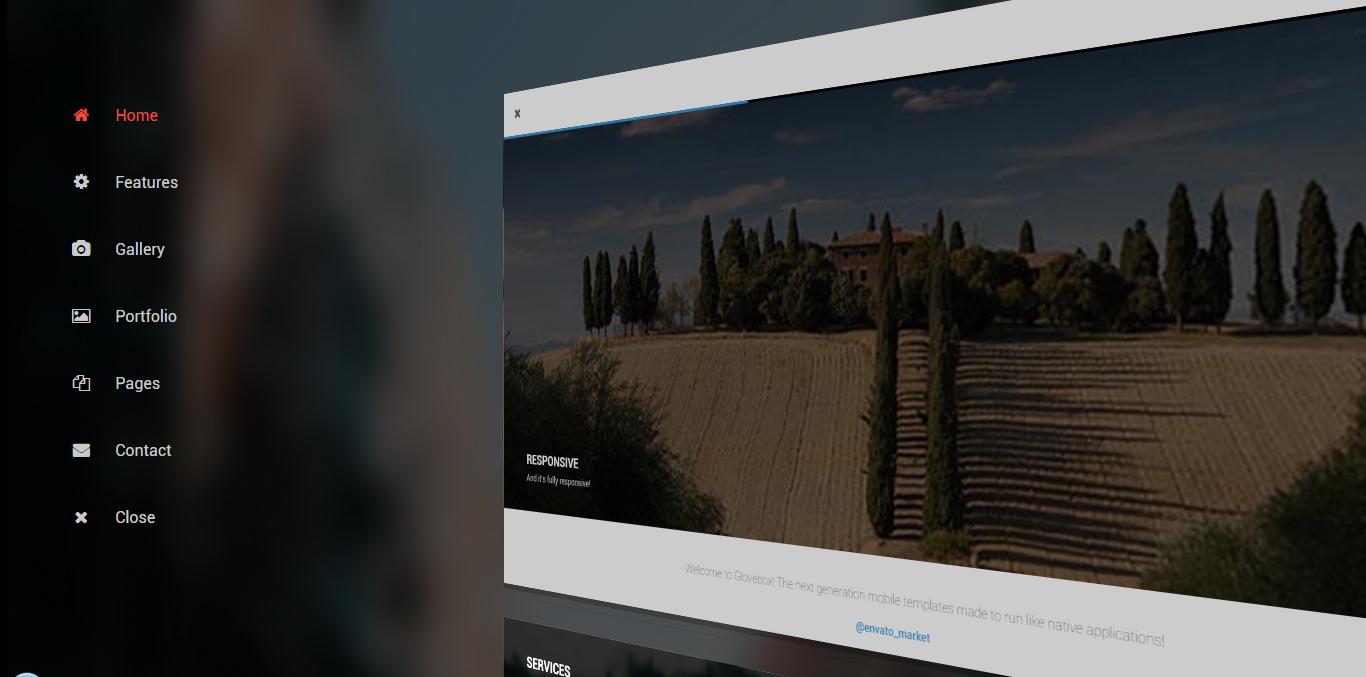 Home
Features
Gallery
Portfolio
Pages
Contact
Close
x
RESPONSIVE
And it's fully responsive!
Welcome to Glovebox! The next generation mobile templates made to run like native applications!
@envato_market
SERVICES